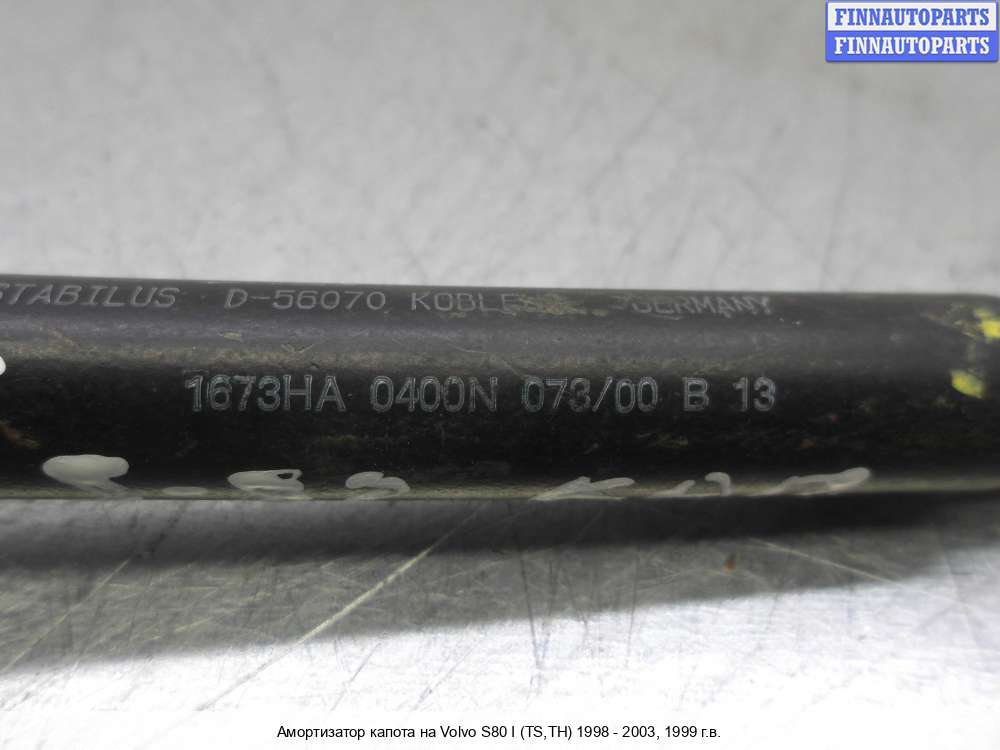 FINNAUTOPARTS
FINNAUTOPARTS
STABILUS D-56070 KOBLE GERMANY
1673HA 0400N 073/00 B 13
Амортизатор капота на Volvo S80 I (TS,TH) 1998 - 2003, 1999 г.в.